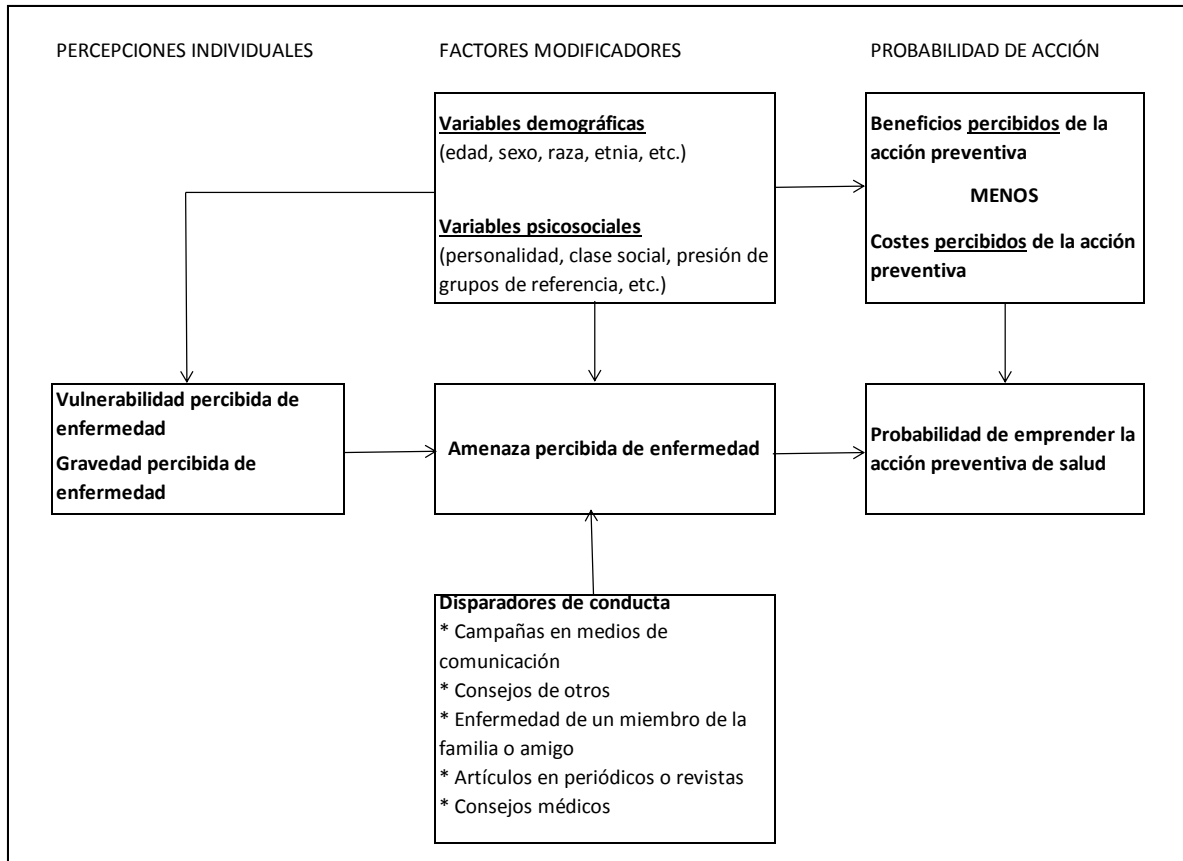 PERCEPCIONES INDIVIDUALES
FACTORES MODIFICADORES
PROBABILIDAD DE ACCIÓN
Variables demográficas
(edad, sexo, raza, etnia, etc.)
Variables psicosociales
(personalidad, clase social, presión de
grupos de referencia, etc.)
Beneficios percibidos de la
acción preventiva
MENOS
Costes percibidos de la acción
preventiva
Vulnerabilidad percibida de
enfermedad
Gravedad percibida de
enfermedad
Amenaza percibida de enfermedad
Probabilidad de emprender la
acción preventiva de salud
Disparadores de conducta
* Campañas en medios de
comunicación
* Consejos de otros
* Enfermedad de un miembro de la
familia o amigo
* Artículos en periódicos o revistas
* Consejos médicos